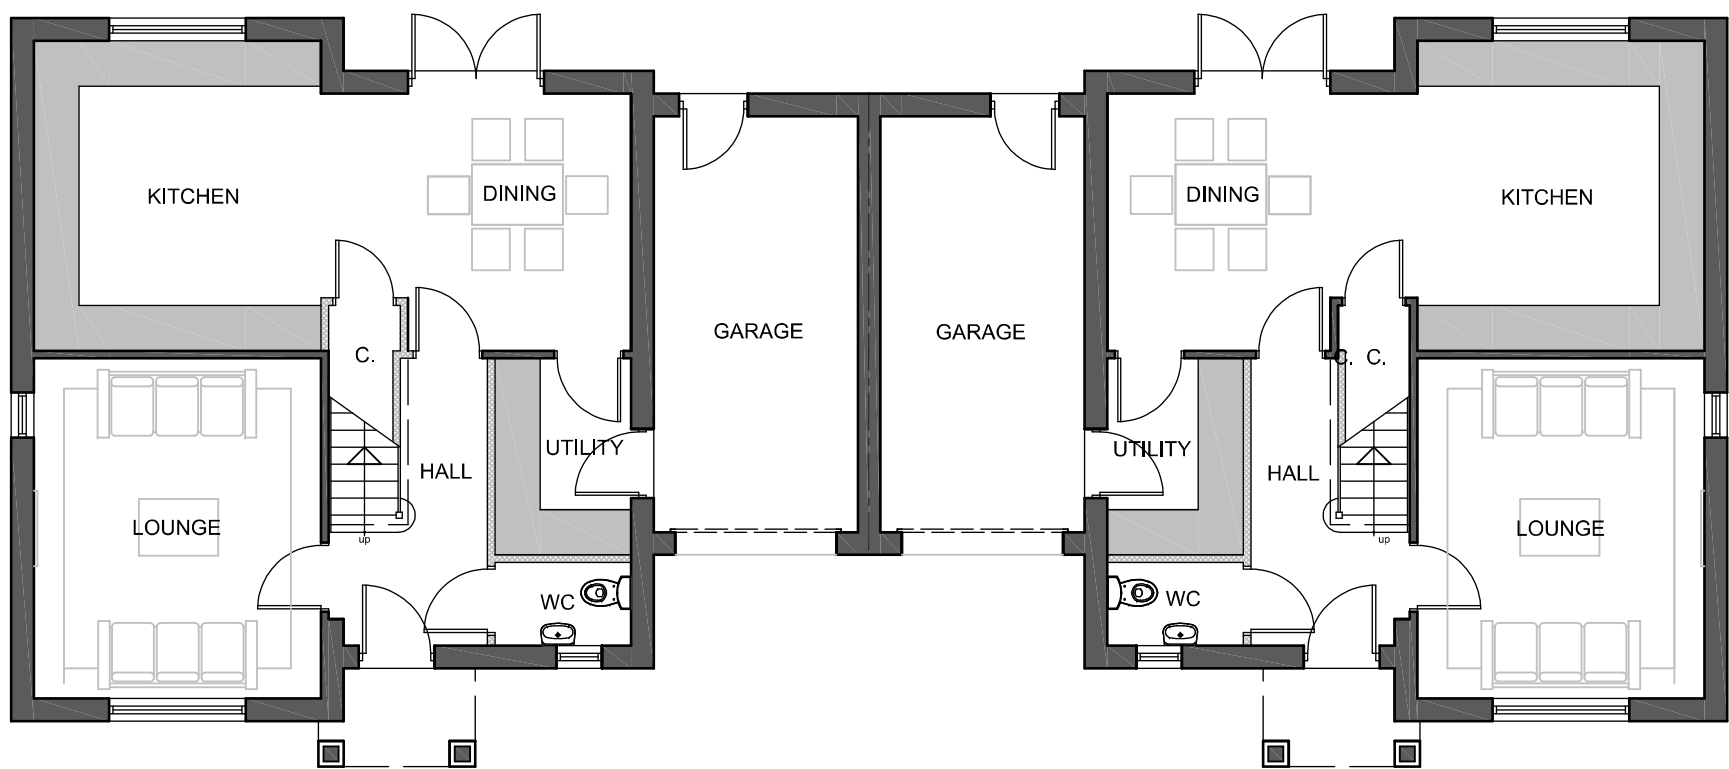 KITCHEN
DINING
DINING
KITCHEN
GARAGE
GARAGE
C.
C.
C.
UTILITY
UTILITY
HALL
HALL
LOUNGE
LOUNGE
up
up
WC
WC